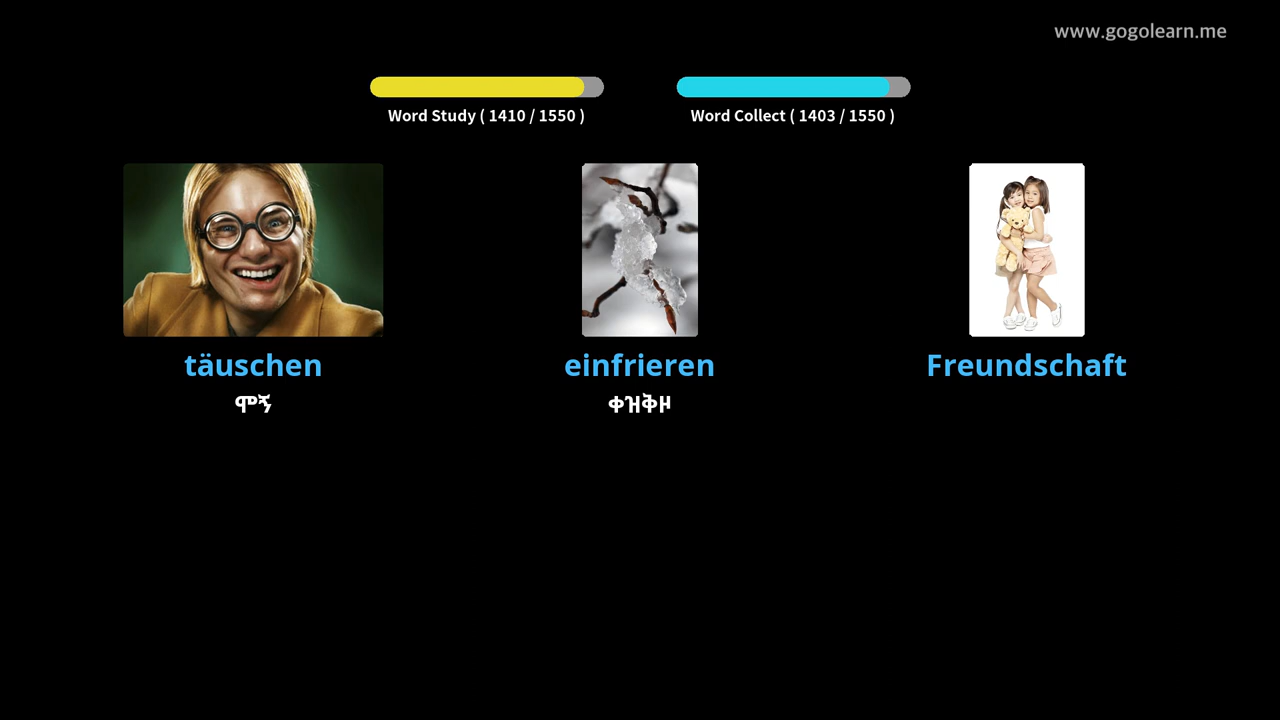 www.gogolearn.me
Word Study ( 1410 / 1550 )
Word Collect ( 1403 / 1550 )
täuschen
einfrieren
Freundschaft
ሞኝ
ቀዝቅዞ